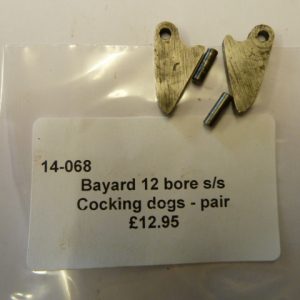 14-068
Bayard 12 bore s/s
Cocking dogs - pair
£12.95